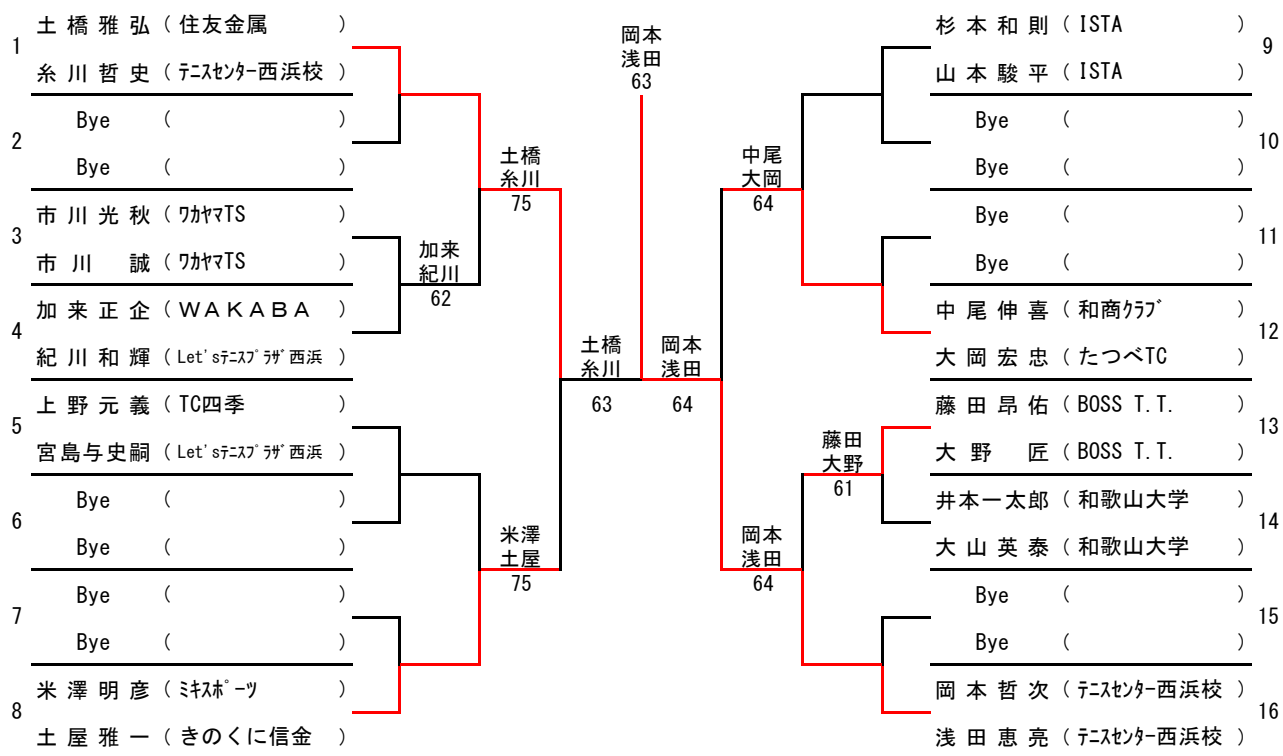 1
土橋雅弘 ( 住友金属 )
糸川哲史 ( ﾃﾆｽｾﾝﾀｰ西浜校 )
2
Bye ( )
Bye ( )
3
市川光秋 ( ﾜｶﾔﾏTS )
市川 誠 ( ﾜｶﾔﾏTS )
4
加来正企 ( ＷＡＫＡＢＡ )
紀川和輝 ( Let'sﾃﾆｽﾌﾟﾗｻﾞ西浜 )
5
上野元義 ( TC四季 )
宮島与史嗣 ( Let'sﾃﾆｽﾌﾟﾗｻﾞ西浜 )
6
Bye ( )
Bye ( )
7
Bye ( )
Bye ( )
8
米澤明彦 ( ﾐｷｽﾎﾟｰﾂ )
土屋雅一 ( きのくに信金 )
加来
紀川
62
土橋
糸川
75
米澤
土屋
75
土橋
糸川
63
岡本
浅田
63
岡本
浅田
64
中尾
大岡
64
岡本
浅田
64
藤田
大野
61
杉本和則 ( ISTA )
山本駿平 ( ISTA )
9
Bye ( )
Bye ( )
10
Bye ( )
Bye ( )
11
中尾伸喜 ( 和商ｸﾗﾌﾞ )
大岡宏忠 ( たつべTC )
12
藤田昂佑 ( BOSS T.T. )
大野 匠 ( BOSS T.T. )
13
井本一太郎 ( 和歌山大学 )
大山英泰 ( 和歌山大学 )
14
Bye ( )
Bye ( )
15
岡本哲次 ( ﾃﾆｽｾﾝﾀｰ西浜校 )
浅田恵亮 ( ﾃﾆｽｾﾝﾀｰ西浜校 )
16